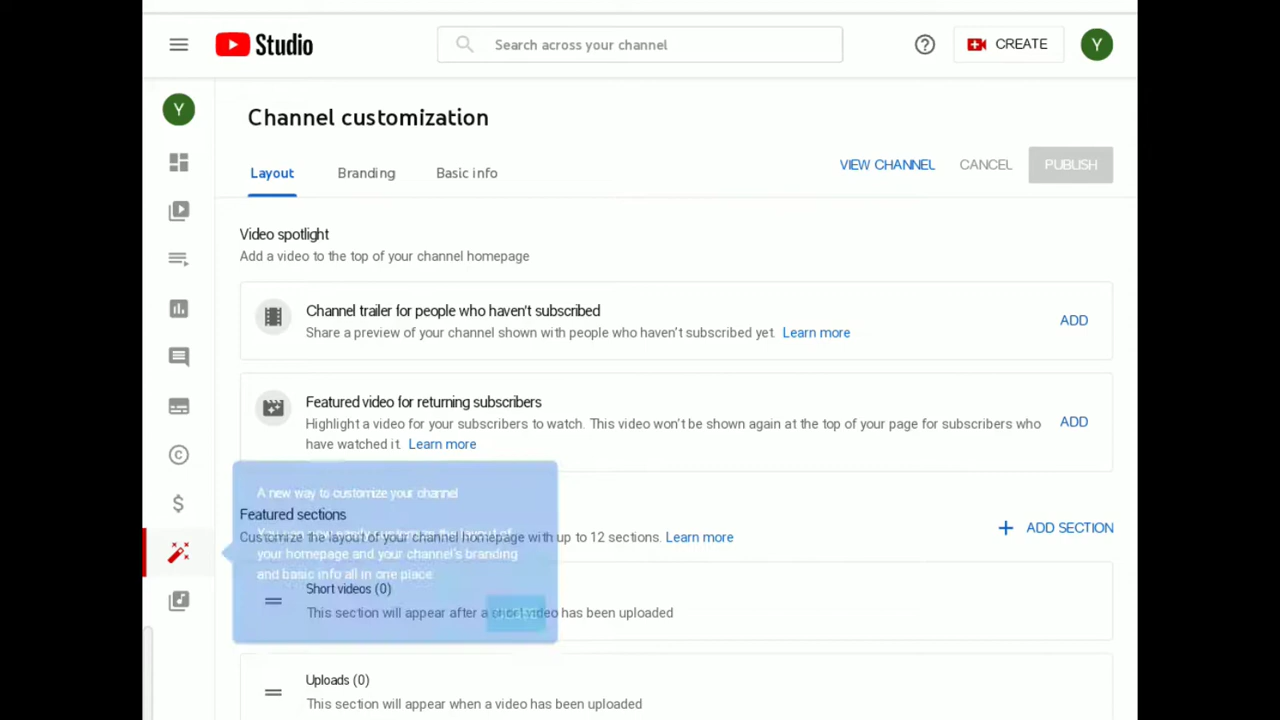 Studio
Search across your channel
CREATE
Y
Y
Channel customization
Layout
Branding
Basic info
VIEW CHANNEL
CANCEL
PUBLISH
Video spotlight
Add a video to the top of your channel homepage
Channel trailer for people who haven't subscribed
Share a preview of your channel shown with people who haven't subscribed yet. Learn more
ADD
Featured video for returning subscribers
Highlight a video for your subscribers to watch. This video won't be shown again at the top of your page for subscribers who
have watched it. Learn more
ADD
A new way to customize your channel
Featured sections
Customize the layout of your channel homepage with up to 12 sections. Learn more
ADD SECTION
your homepage and your channel's branding
and basic info all in one place
Short videos (0)
This section will appear after a short video has been uploaded
Uploads (0)
This section will appear when a video has been uploaded